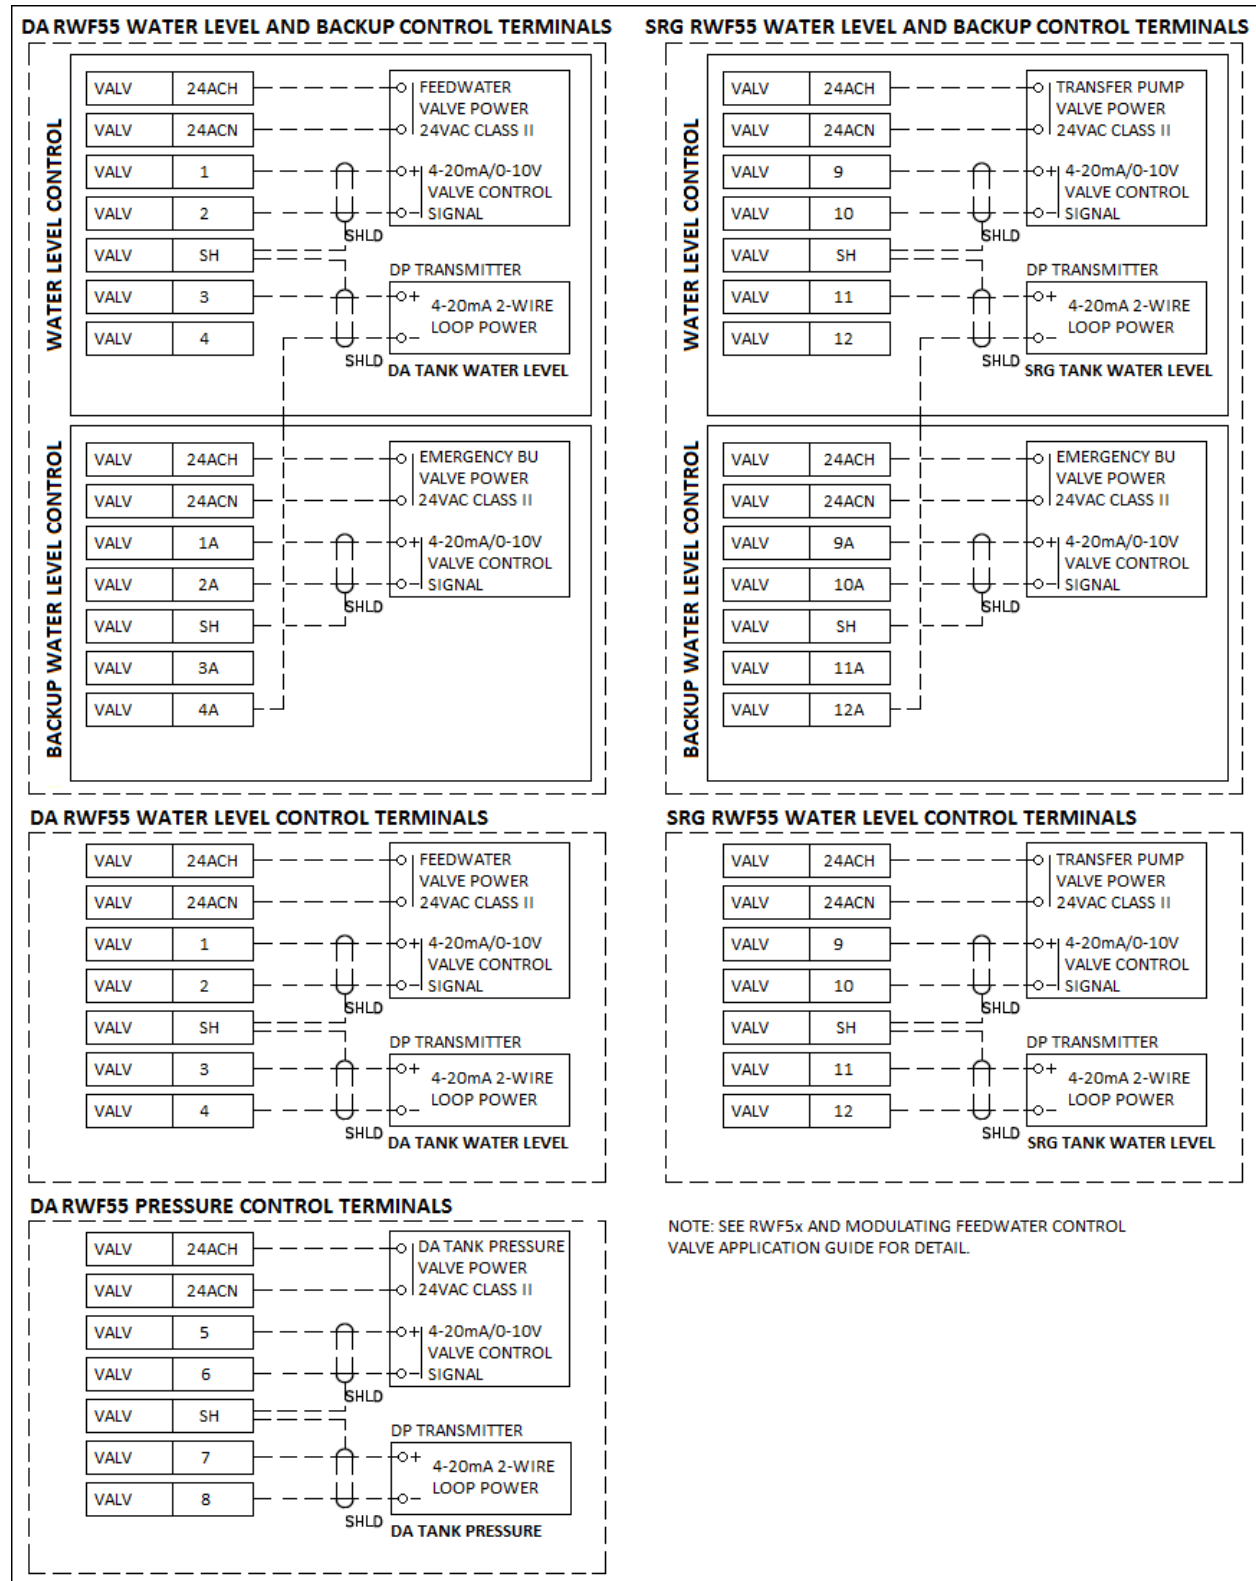 DA RWF55 WATER LEVEL AND BACKUP CONTROL TERMINALS
WATER LEVEL CONTROL
VALV 24ACH
VALV 24ACN
VALV 1
VALV 2
VALV SH
VALV 3
VALV 4
FEEDWATER
VALVE POWER
24VAC CLASS II
+ 4-20mA/0-10V
VALVE CONTROL
- SIGNAL
SHLD
DP TRANSMITTER
+
4-20mA 2-WIRE
LOOP POWER
-
SHLD
DA TANK WATER LEVEL
BACKUP WATER LEVEL CONTROL
VALV 24ACH
VALV 24ACN
VALV 1A
VALV 2A
VALV SH
VALV 3A
VALV 4A
EMERGENCY BU
VALVE POWER
24VAC CLASS II
+ 4-20mA/0-10V
VALVE CONTROL
- SIGNAL
SHLD
SRG RWF55 WATER LEVEL AND BACKUP CONTROL TERMINALS
WATER LEVEL CONTROL
VALV 24ACH
VALV 24ACN
VALV 9
VALV 10
VALV SH
VALV 11
VALV 12
TRANSFER PUMP
VALVE POWER
24VAC CLASS II
+ 4-20mA/0-10V
VALVE CONTROL
- SIGNAL
SHLD
DP TRANSMITTER
+
4-20mA 2-WIRE
LOOP POWER
-
SHLD
SRG TANK WATER LEVEL
BACKUP WATER LEVEL CONTROL
VALV 24ACH
VALV 24ACN
VALV 9A
VALV 10A
VALV SH
VALV 11A
VALV 12A
EMERGENCY BU
VALVE POWER
24VAC CLASS II
+ 4-20mA/0-10V
VALVE CONTROL
- SIGNAL
SHLD
DA RWF55 WATER LEVEL CONTROL TERMINALS
VALV 24ACH
VALV 24ACN
VALV 1
VALV 2
VALV SH
VALV 3
VALV 4
FEEDWATER
VALVE POWER
24VAC CLASS II
+ 4-20mA/0-10V
VALVE CONTROL
- SIGNAL
SHLD
DP TRANSMITTER
+
4-20mA 2-WIRE
LOOP POWER
-
SHLD
DA TANK WATER LEVEL
SRG RWF55 WATER LEVEL CONTROL TERMINALS
VALV 24ACH
VALV 24ACN
VALV 9
VALV 10
VALV SH
VALV 11
VALV 12
TRANSFER PUMP
VALVE POWER
24VAC CLASS II
+ 4-20mA/0-10V
VALVE CONTROL
- SIGNAL
SHLD
DP TRANSMITTER
+
4-20mA 2-WIRE
LOOP POWER
-
SHLD
SRG TANK WATER LEVEL
DA RWF55 PRESSURE CONTROL TERMINALS
VALV 24ACH
VALV 24ACN
VALV 5
VALV 6
VALV SH
VALV 7
VALV 8
DA TANK PRESSURE
VALVE POWER
24VAC CLASS II
+ 4-20mA/0-10V
VALVE CONTROL
- SIGNAL
SHLD
DP TRANSMITTER
+
4-20mA 2-WIRE
LOOP POWER
-
SHLD
DA TANK PRESSURE
NOTE: SEE RWF5x AND MODULATING FEEDWATER CONTROL
VALVE APPLICATION GUIDE FOR DETAIL.